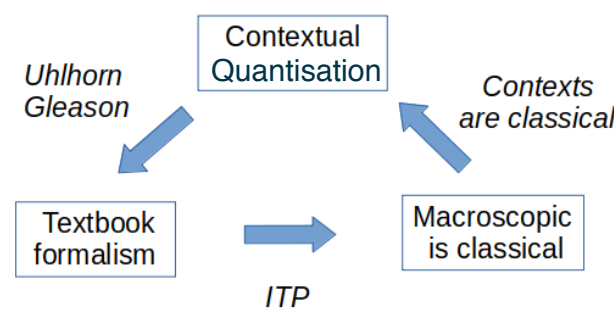 Contextual
Quantisation
Uhlhorn
Gleason
Contexts
are classical
Textbook
formalism
Macroscopic
is classical
ITP